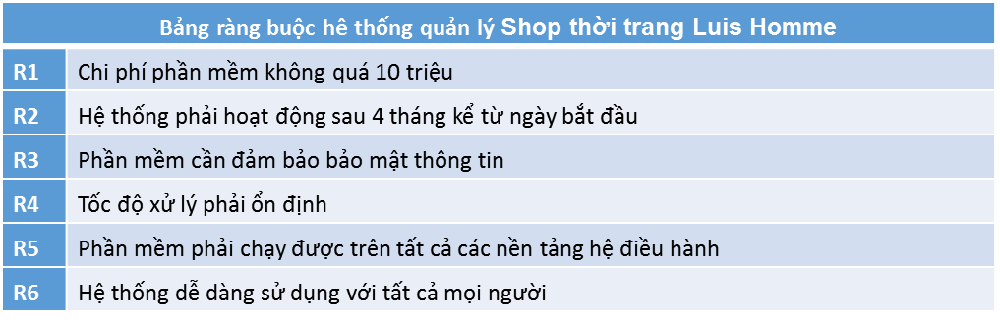 Bảng ràng buộc hê thống quản lý Shop thời trang Luis Homme
R1 Chi phí phần mềm không quá 10 triệu
R2 Hệ thống phải hoạt động sau 4 tháng kể từ ngày bắt đầu
R3 Phần mềm cần đảm bảo bảo mật thông tin
R4 Tốc độ xử lý phải ổn định
R5 Phần mềm phải chạy được trên tất cả các nền tảng hệ điều hành
R6 Hệ thống dễ dàng sử dụng với tất cả mọi người